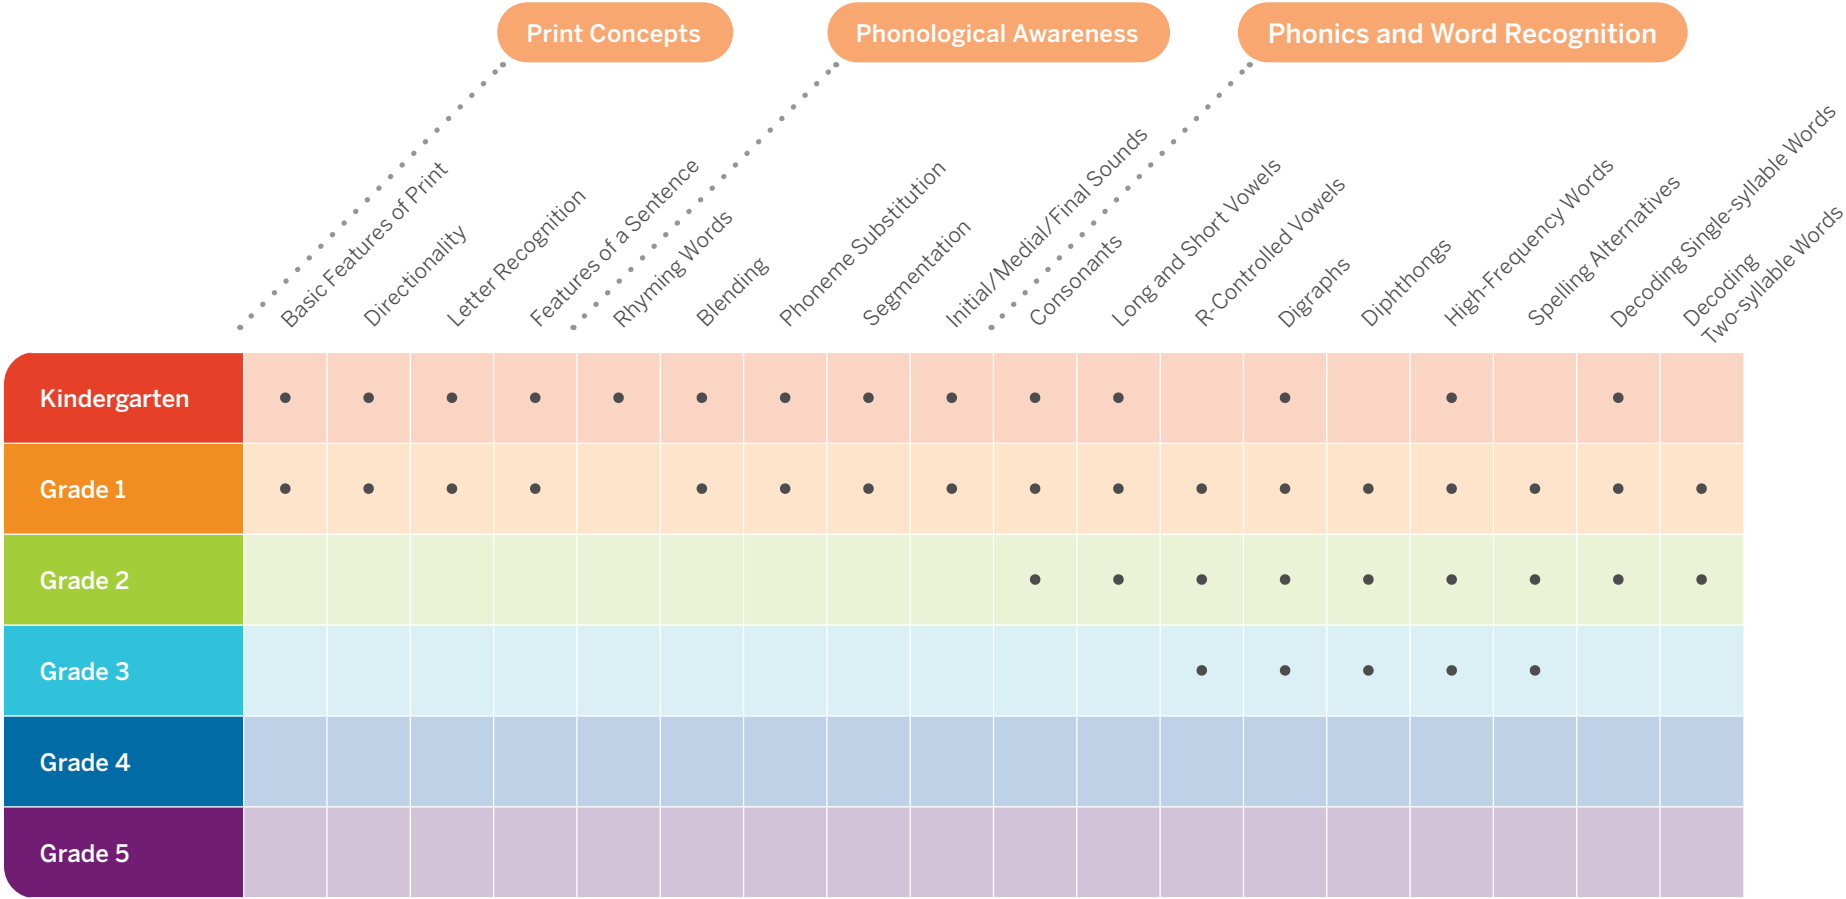 Print Concepts
Phonological Awareness
Phonics and Word Recognition
Basic Features of Print
Directionality
Letter Recognition
Features of a Sentence
Rhyming Words
Blending
Phoneme Substitution
Segmentation
Initial/Medial/Final Sounds
Consonants
Long and Short Vowels
R-Controlled Vowels
Digraphs
Diphthongs
High-Frequency Words
Spelling Alternatives
Decoding Single-syllable Words
Decoding
Two-syllable Words
Kindergarten
Grade 1
Grade 2
Grade 3
Grade 4
Grade 5